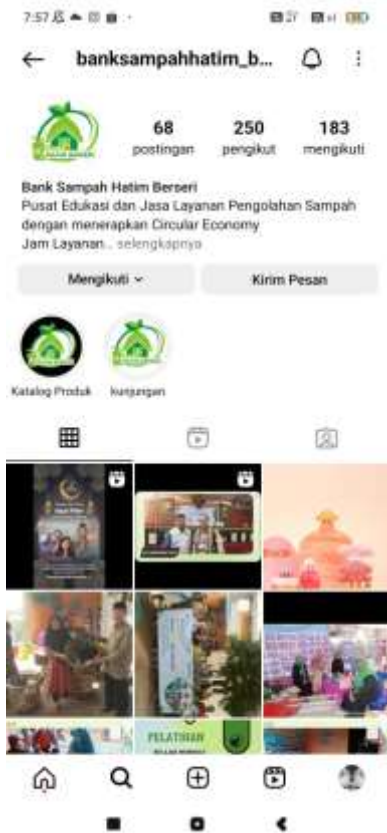 7:57
banksampahhatim_b...
68
postingan
250
pengikut
183
mengikuti
Bank Sampah Hatim Berseri
Pusat Edukasi dan Jasa Layanan Pengolahan Sampah
dengan menerapkan Circular Economy
Jam Layanan... selengkapnya
Mengikuti
Kirim Pesan
Katalog Produk
kunjungan
PELATIHAN